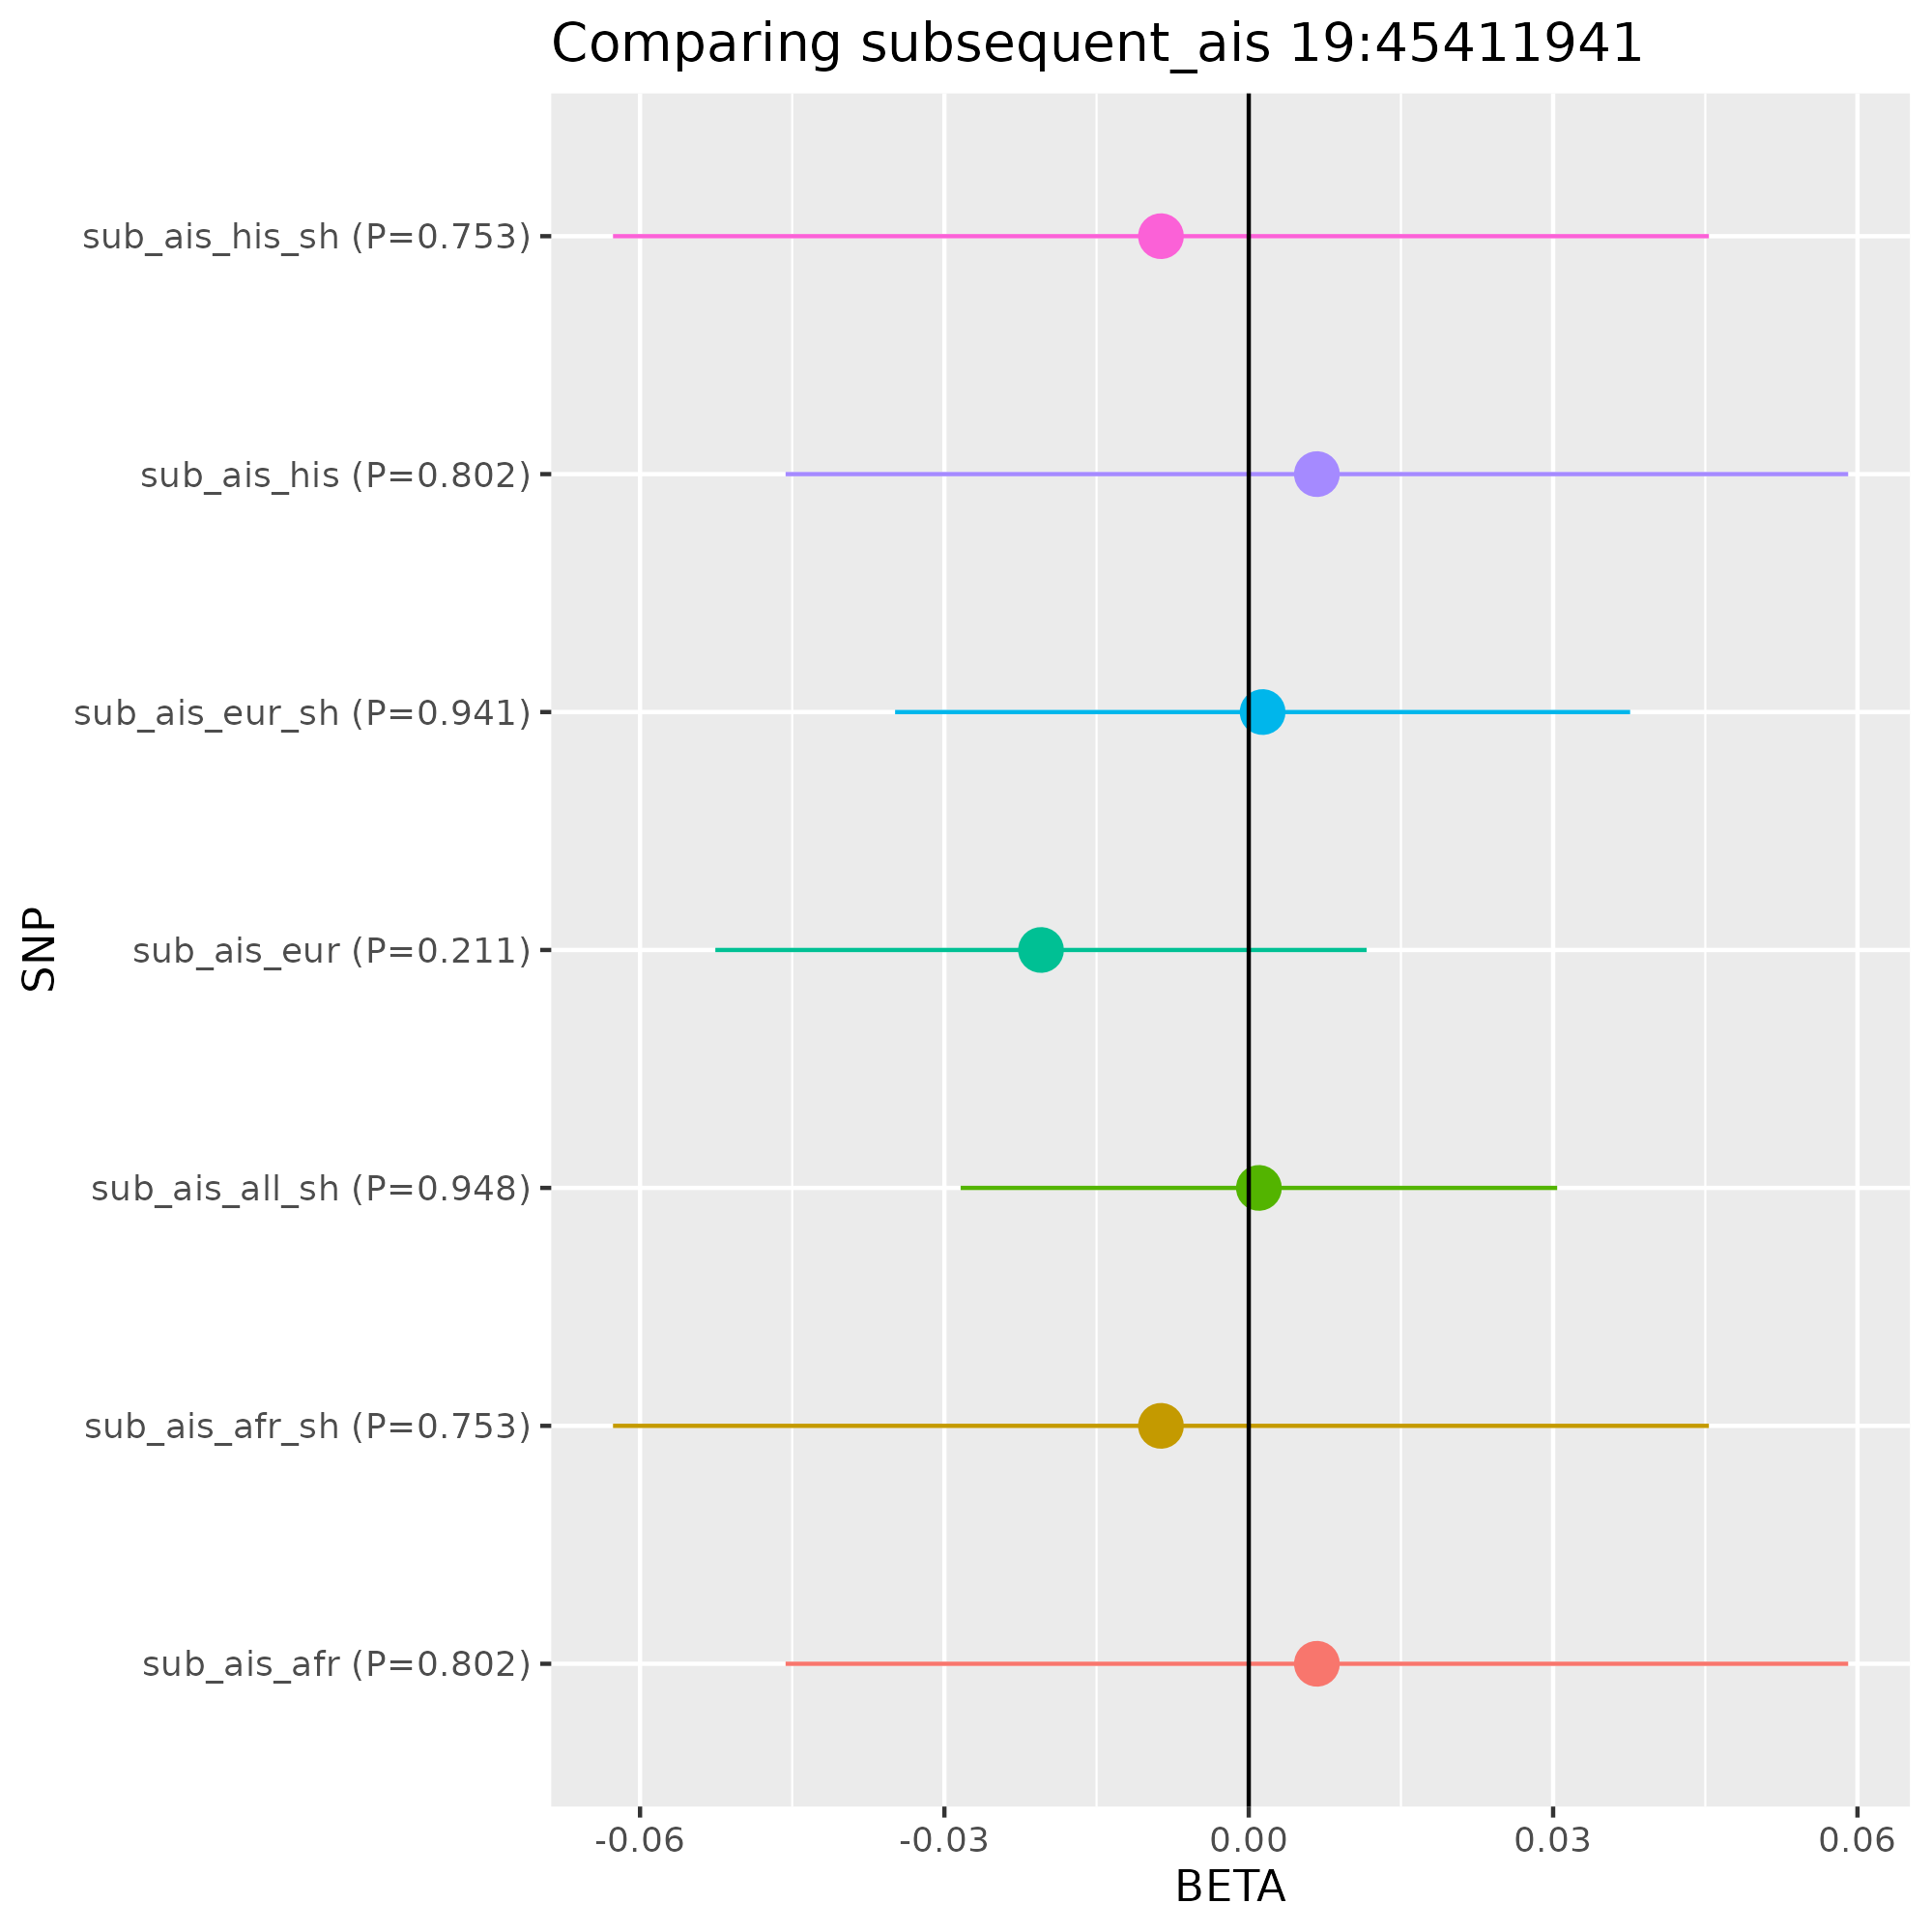 Comparing subsequent_ais 19:45411941
sub_ais_his_sh (P=0.753)
sub_ais_his (P=0.802)
sub_ais_eur_sh (P=0.941)
sub_ais_eur (P=0.211)
sub_ais_all_sh (P=0.948)
sub_ais_afr_sh (P=0.753)
sub_ais_afr (P=0.802)
SNP
-0.06 -0.03 0.00 0.03 0.06
BETA